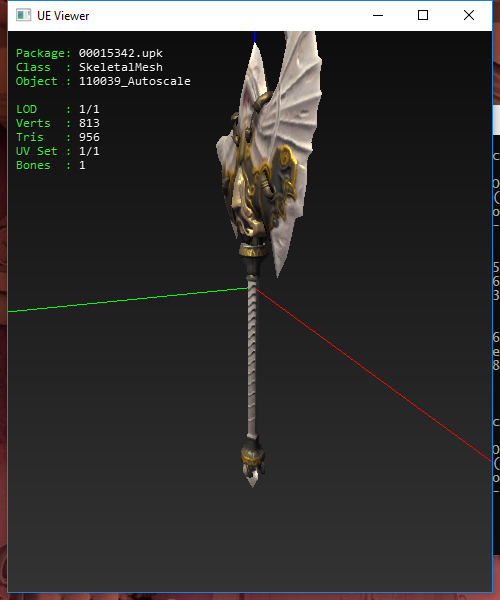 UE Viewer
Package: 00015342.upk
Class  : SkeletalMesh
Object : 110039_Autoscale
LOD    : 1/1
Verts  : 813
Tris   : 956
UV Set : 1/1
Bones  : 1